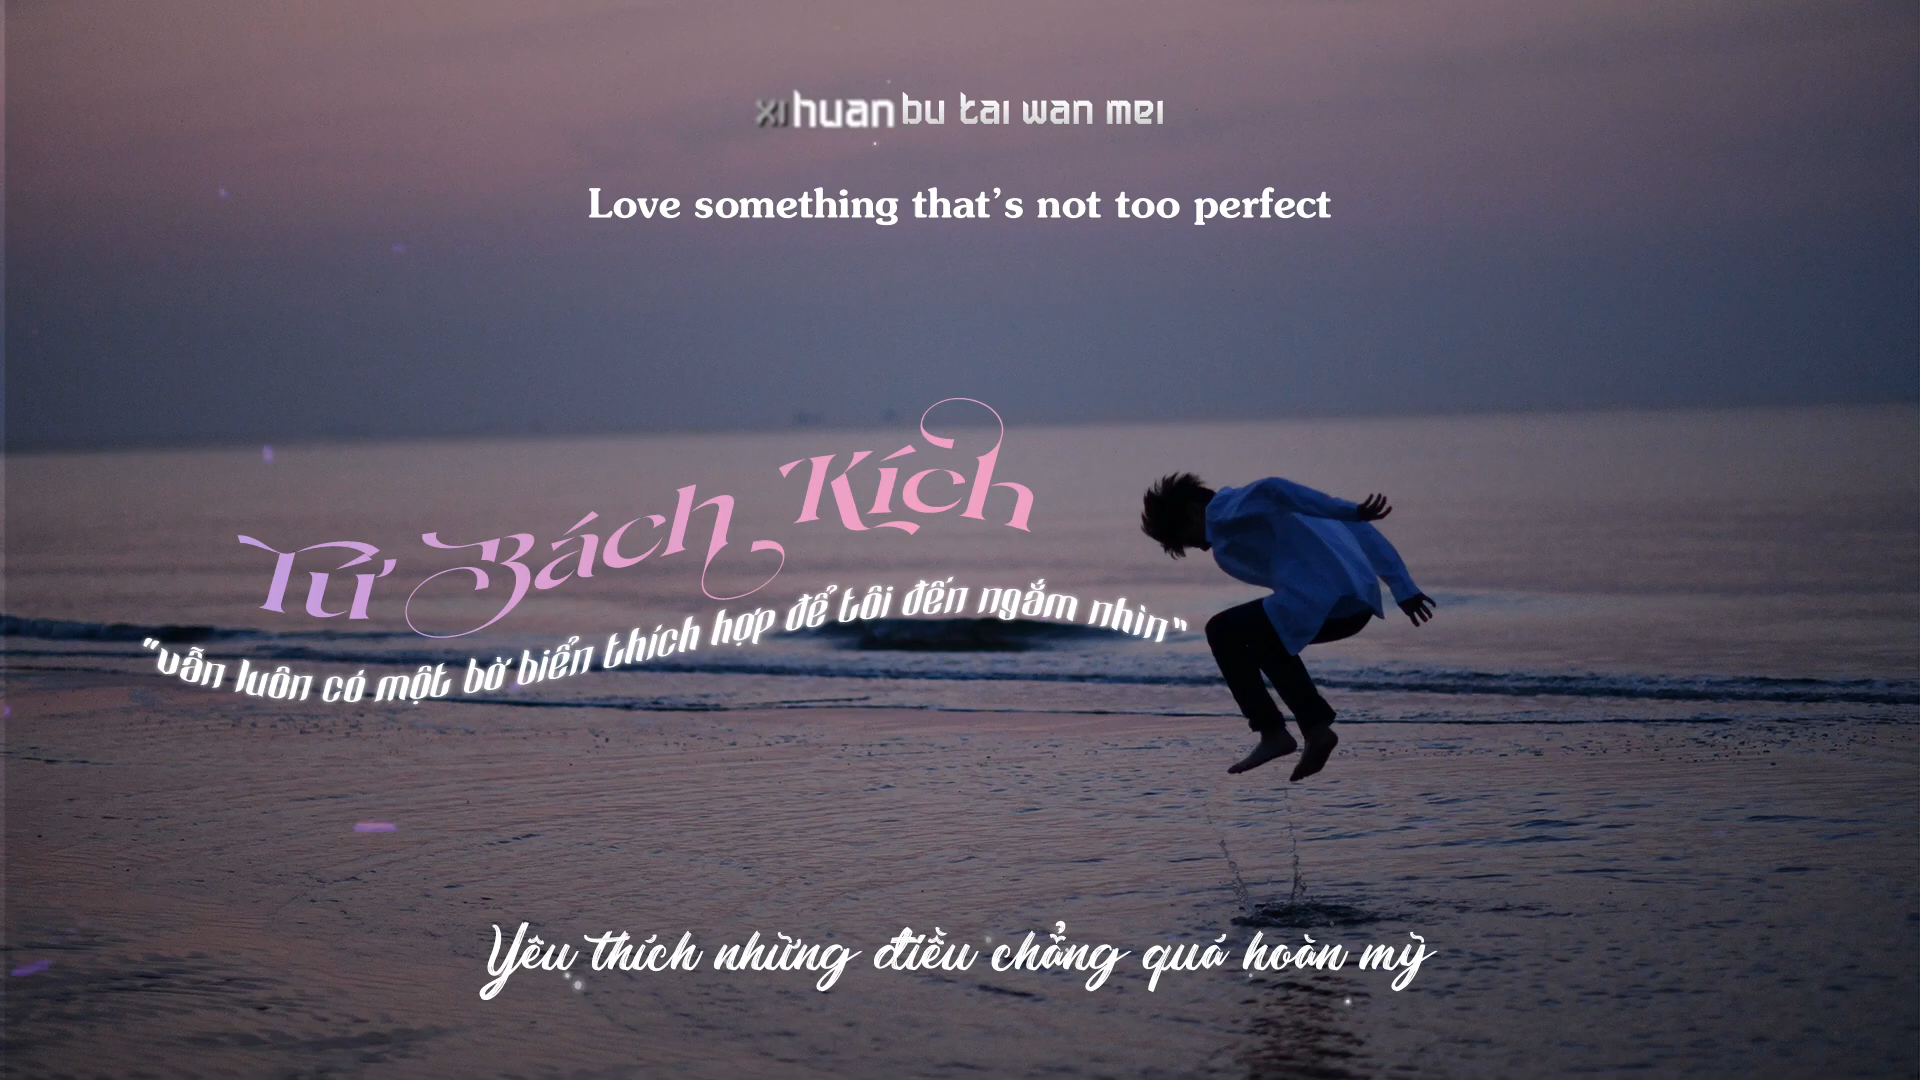 xi huan bu tai wan mei
Love something that's not too perfect
Tứ Bách Kích
"vẫn luôn có một bờ biển thích hợp để tôi đến ngắm nhìn"
Yêu thích những điều chẳng quá hoàn mỹ